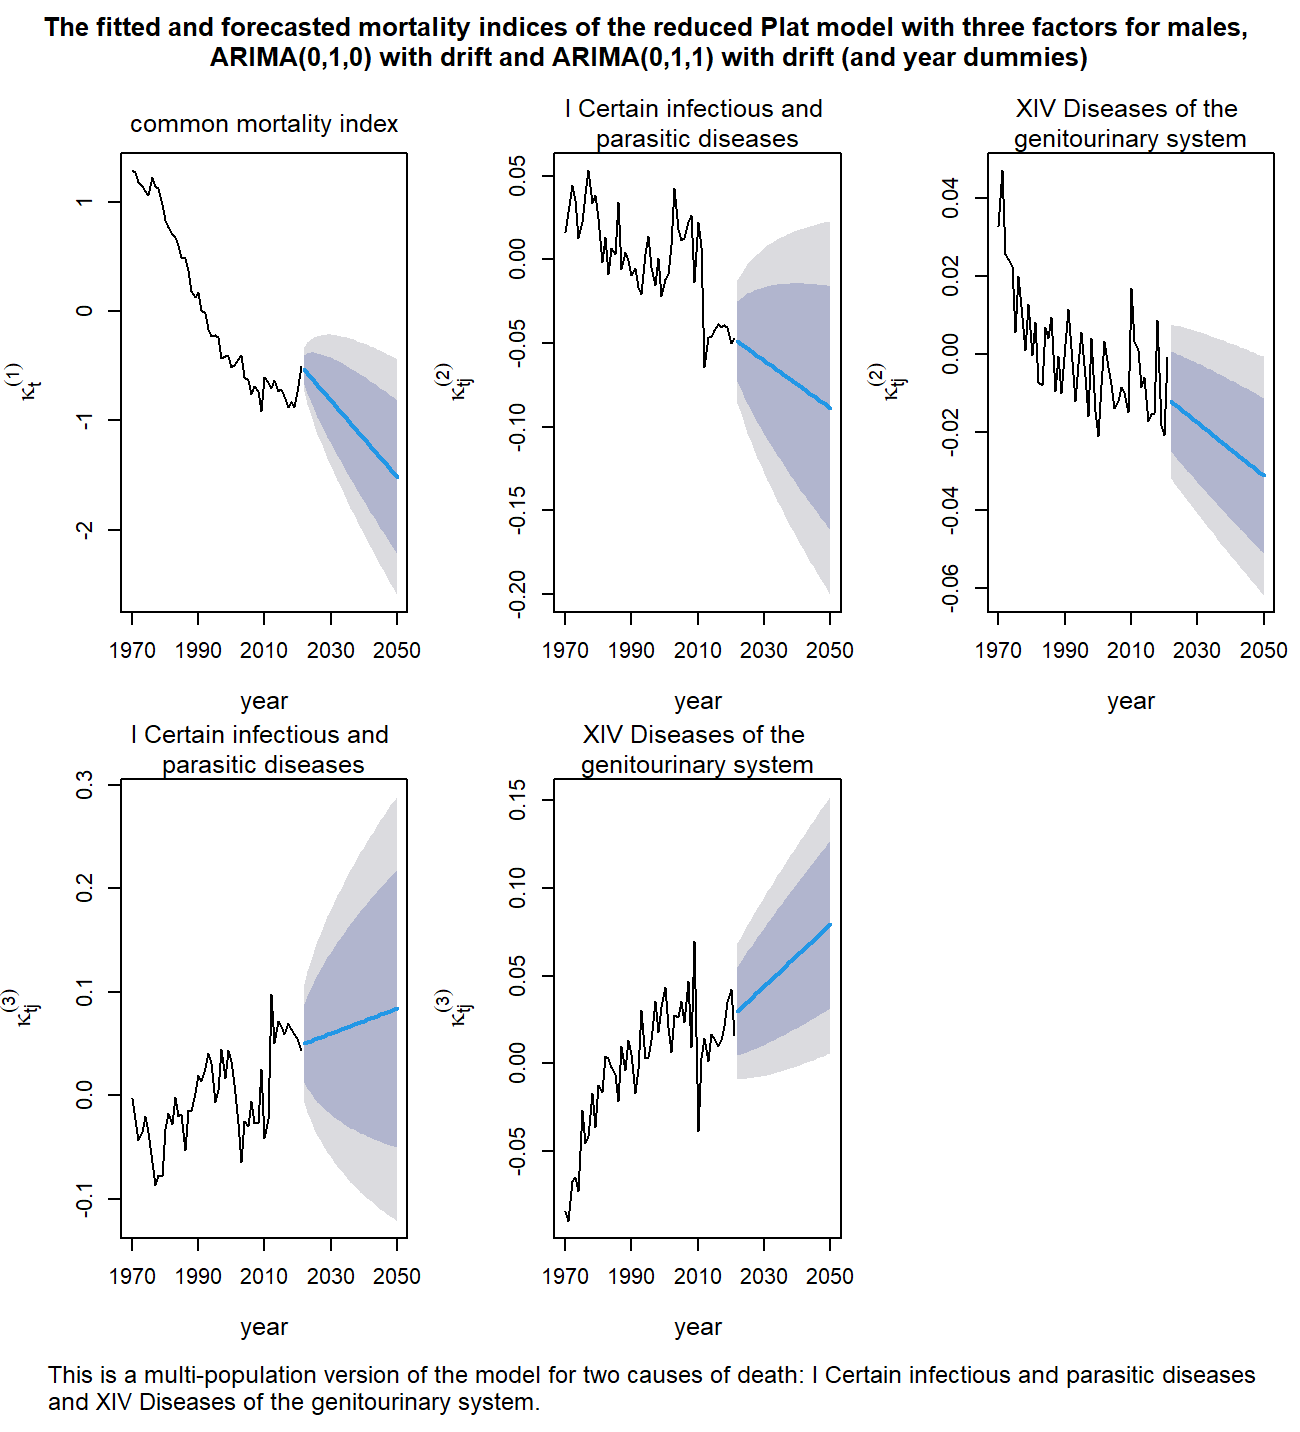 The fitted and forecasted mortality indices of the reduced Plat model with three factors for males,
ARIMA(0,1,0) with drift and ARIMA(0,1,1) with drift (and year dummies)
common mortality index
κt(1)
1
0
-1
-2
1970 1990 2010 2030 2050
year
I Certain infectious and
parasitic diseases
κtj(2)
0.05
0.00
-0.05
-0.10
-0.15
-0.20
1970 1990 2010 2030 2050
year
XIV Diseases of the
genitourinary system
κtj(2)
0.04
0.02
0.00
-0.02
-0.04
-0.06
1970 1990 2010 2030 2050
year
I Certain infectious and
parasitic diseases
κtj(3)
0.3
0.2
0.1
0.0
-0.1
1970 1990 2010 2030 2050
year
XIV Diseases of the
genitourinary system
κtj(3)
0.15
0.10
0.05
0.00
-0.05
1970 1990 2010 2030 2050
year
This is a multi-population version of the model for two causes of death: I Certain infectious and parasitic diseases
and XIV Diseases of the genitourinary system.